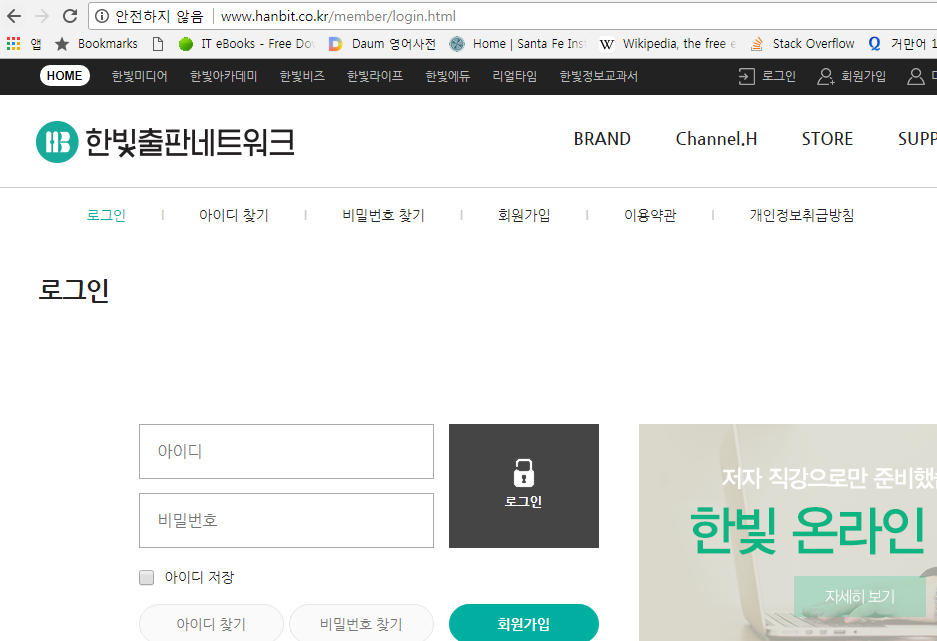 안전하지 않음 www.hanbit.co.kr/member/login.html
앱 Bookmarks IT eBooks - Free Do Daum 영어사전 Home | Santa Fe Ins Wikipedia, the free e Stack Overflow 거만어 1
HOME 한빛미디어 한빛아카데미 한빛비즈 한빛라이프 한빛에듀 리얼타임 한빛정보교과서 로그인 회원가입
한빛출판네트워크 BRAND Channel.H STORE SUPP
로그인 아이디 찾기 비밀번호 찾기 회원가입 이용약관 개인정보취급방침
로그인
아이디
비밀번호
로그인
아이디 저장
아이디 찾기 비밀번호 찾기 회원가입
저자 직강으로만 준비했
한빛 온라인
자세히 보기